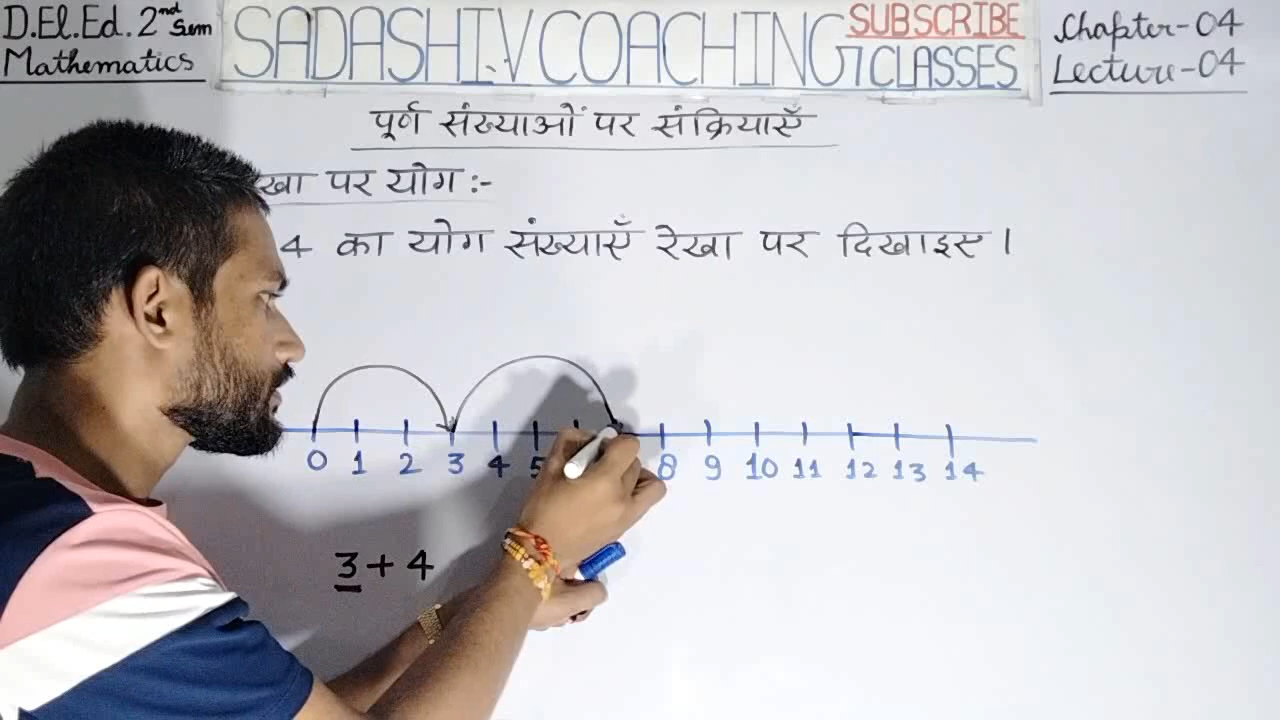 D.El.Ed. 2nd Sem
Mathematics
SADASHIV COACHING CLASSES
SUBSCRIBE
Chapter-04
Lecture-04
पूर्ण संख्याओं पर संक्रियाएँ
पर योग :-
4 का योग संख्याएँ रेखा पर दिखाइए ।
0 1 2 3 4 5 8 9 10 11 12 13 14
3 + 4